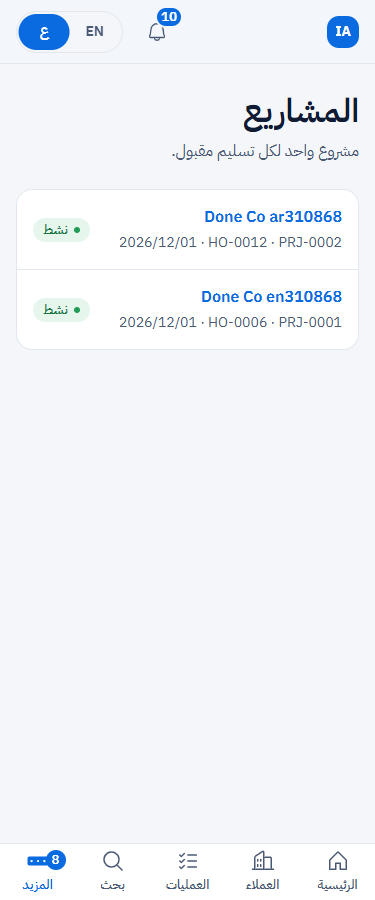 IA
10
EN
ع
المشاريع
مشروع واحد لكل تسليم مقبول.
Done Co ar310868
نشط
2026/12/01 · HO-0012 · PRJ-0002
Done Co en310868
نشط
2026/12/01 · HO-0006 · PRJ-0001
الرئيسية
العملاء
العمليات
بحث
8
المزيد